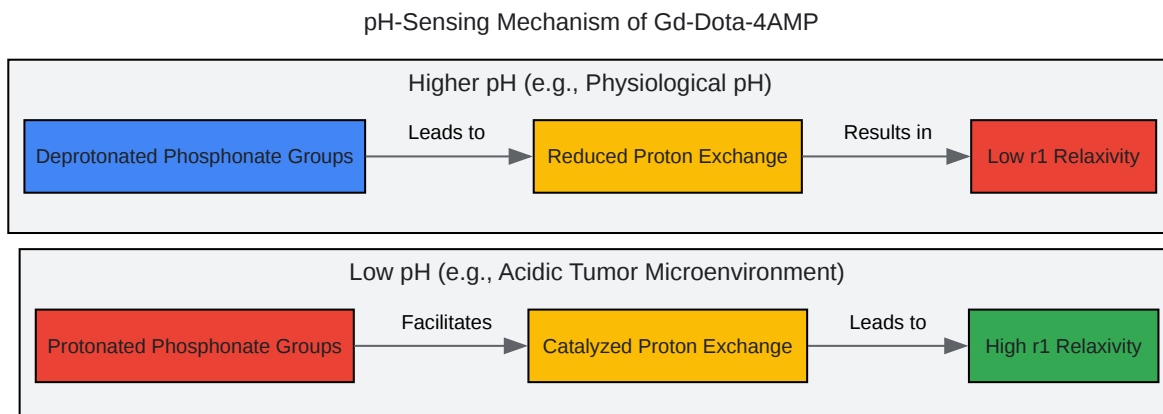 pH-Sensing Mechanism of Gd-Dota-4AMP
Higher pH (e.g., Physiological pH)
Deprotonated Phosphonate Groups
Leads to
Reduced Proton Exchange
Results in
Low r1 Relaxivity
Low pH (e.g., Acidic Tumor Microenvironment)
Protonated Phosphonate Groups
Facilitates
Catalyzed Proton Exchange
Leads to
High r1 Relaxivity